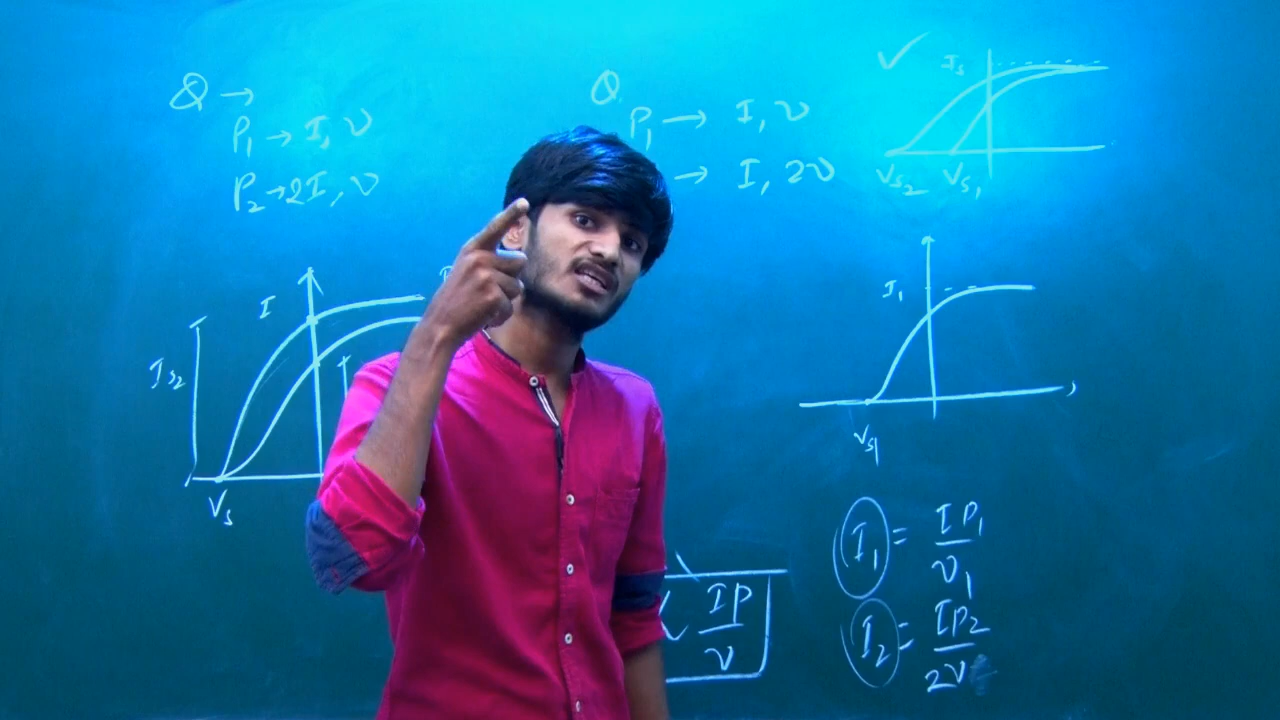 Q →
P₁ → I, ν
P₂ → 2I, ν
Q
P₁ → I, ν
→ I, 2ν
✓
Iₛ
Vₛ₂ Vₛ₁
I
Iₛ₂
Vₛ
I₁
Vₛ₁
IP
ν
I₁ = IP₁
ν₁
I₂ = IP₂
2ν